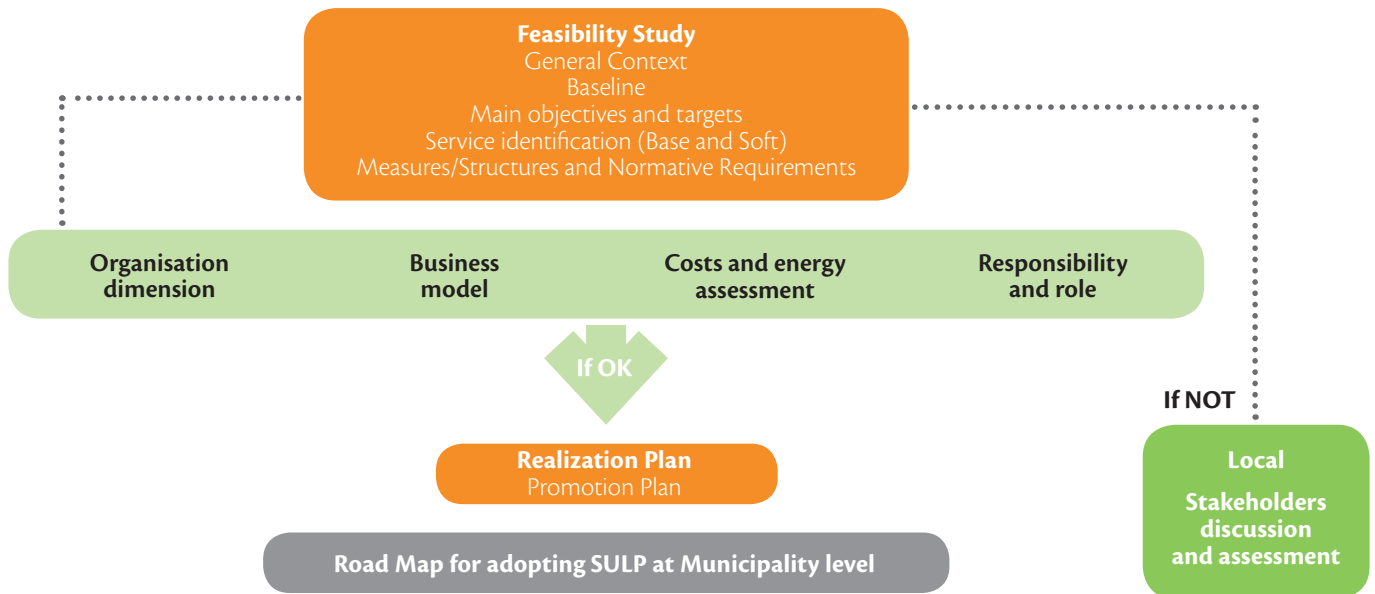 Feasibility Study
General Context
Baseline
Main objectives and targets
Service identification (Base and Soft)
Measures/Structures and Normative Requirements
Organisation
dimension
Business
model
Costs and energy
assessment
Responsibility
and role
If OK
If NOT
Realization Plan
Promotion Plan
Local
Stakeholders
discussion
and assessment
Road Map for adopting SULP at Municipality level